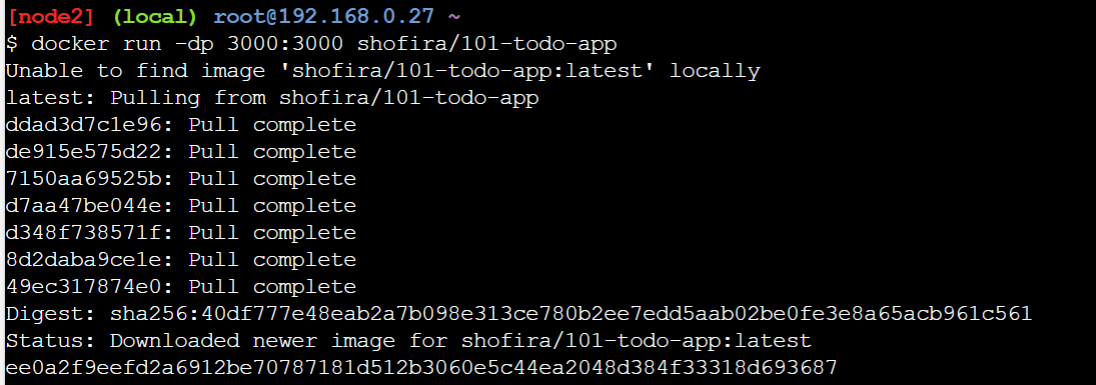 [node2] (local) root@192.168.0.27 ~
$ docker run -dp 3000:3000 shofira/101-todo-app
Unable to find image 'shofira/101-todo-app:latest' locally
latest: Pulling from shofira/101-todo-app
ddad3d7c1e96: Pull complete
de915e575d22: Pull complete
7150aa69525b: Pull complete
d7aa47be044e: Pull complete
d348f738571f: Pull complete
8d2daba9ce1e: Pull complete
49ec317874e0: Pull complete
Digest: sha256:40df777e48eab2a7b098e313ce780b2ee7edd5aab02be0fe3e8a65acb961c561
Status: Downloaded newer image for shofira/101-todo-app:latest
ee0a2f9eefd2a6912be70787181d512b3060e5c44ea2048d384f33318d693687